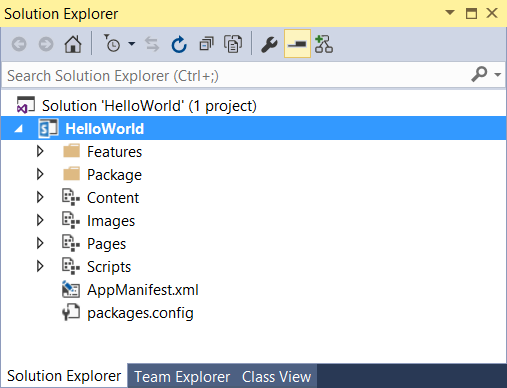 Solution Explorer
Search Solution Explorer (Ctrl+;)
Solution 'HelloWorld' (1 project)
HelloWorld
Features
Package
Content
Images
Pages
Scripts
AppManifest.xml
packages.config
Solution Explorer Team Explorer Class View